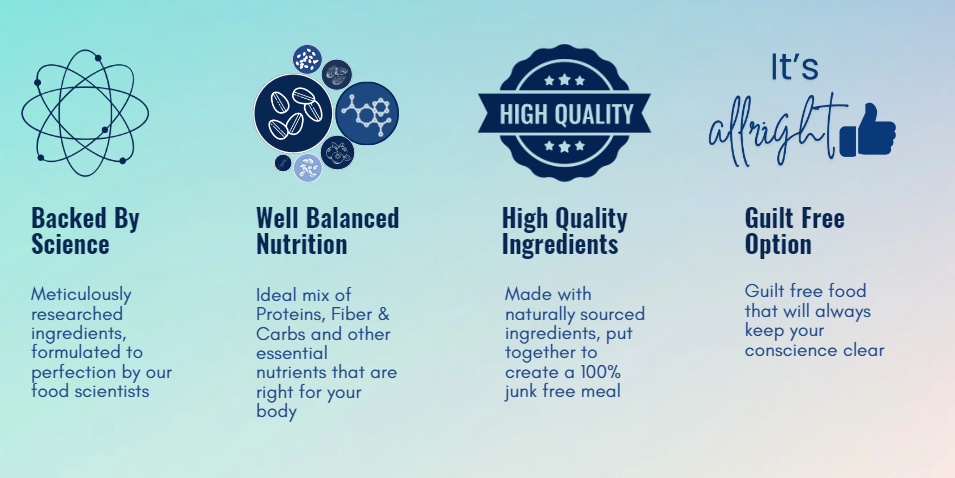 HIGH QUALITY
It's
allright
Backed By
Science
Meticulously
researched
ingredients,
formulated to
perfection by our
food scientists
Well Balanced
Nutrition
Ideal mix of
Proteins, Fiber &
Carbs and other
essential
nutrients that are
right for your
body
High Quality
Ingredients
Made with
naturally sourced
ingredients, put
together to
create a 100%
junk free meal
Guilt Free
Option
Guilt free food
that will always
keep your
conscience clear